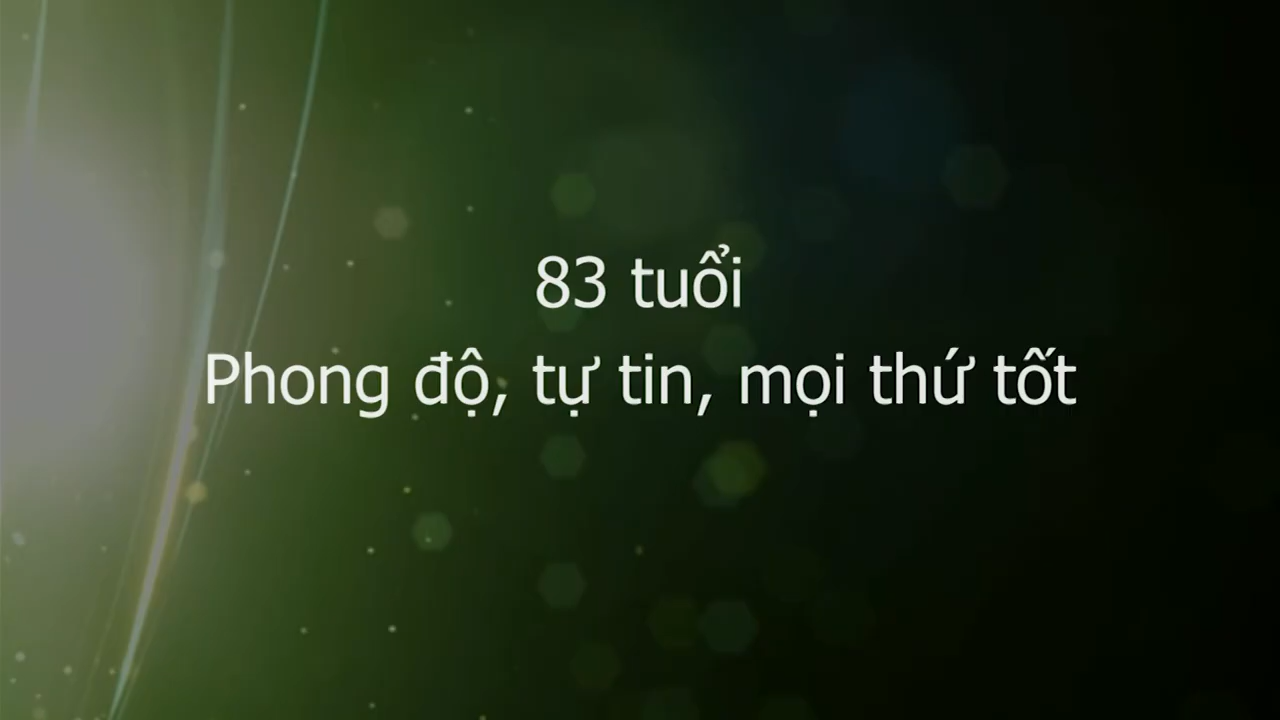 83 tuổi
Phong độ, tự tin, mọi thứ tốt